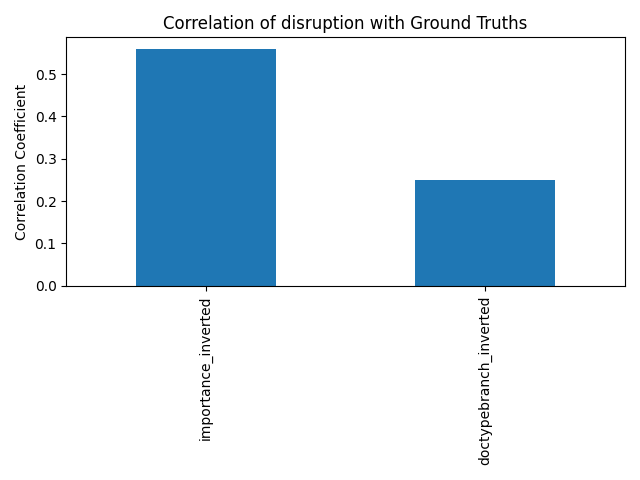 Correlation of disruption with Ground Truths
Correlation Coefficient
0.5
0.4
0.3
0.2
0.1
0.0
importance_inverted
doctypebranch_inverted